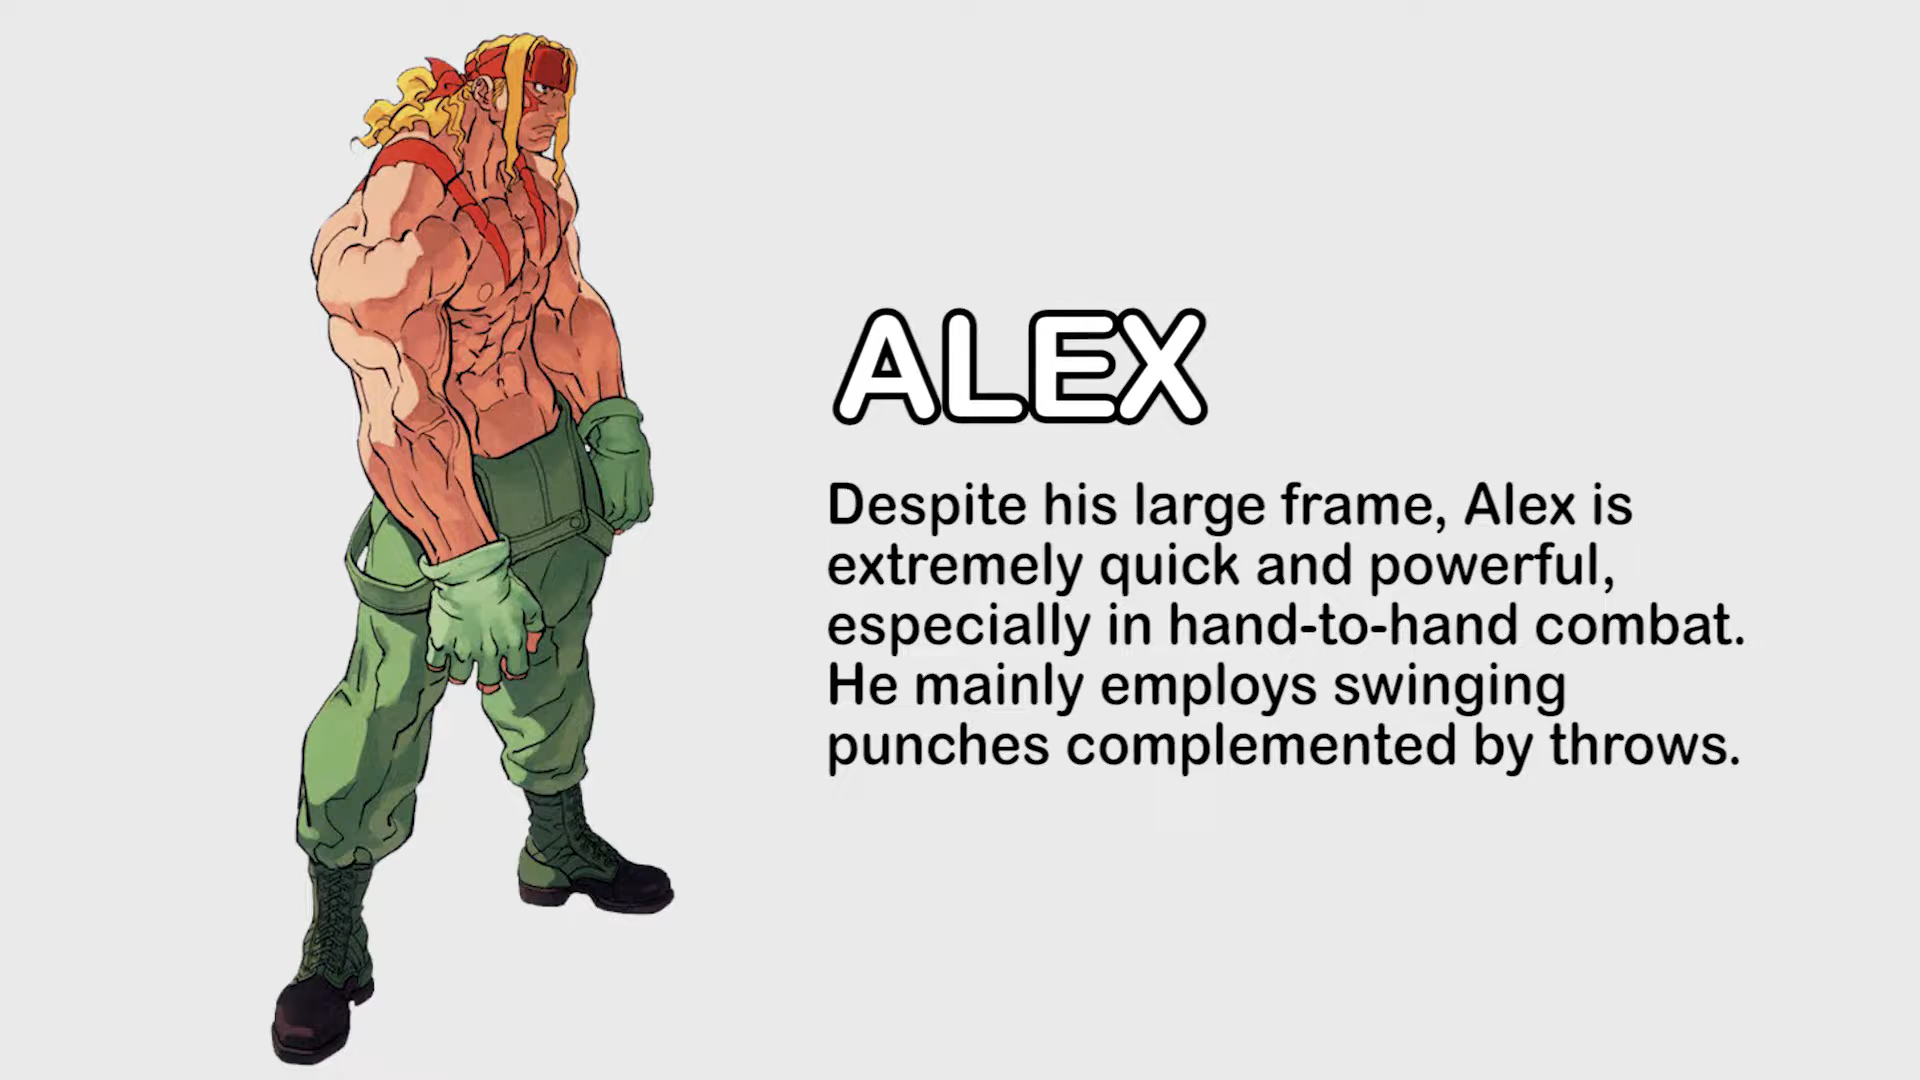 ALEX
Despite his large frame, Alex is
extremely quick and powerful,
especially in hand-to-hand combat.
He mainly employs swinging
punches complemented by throws.